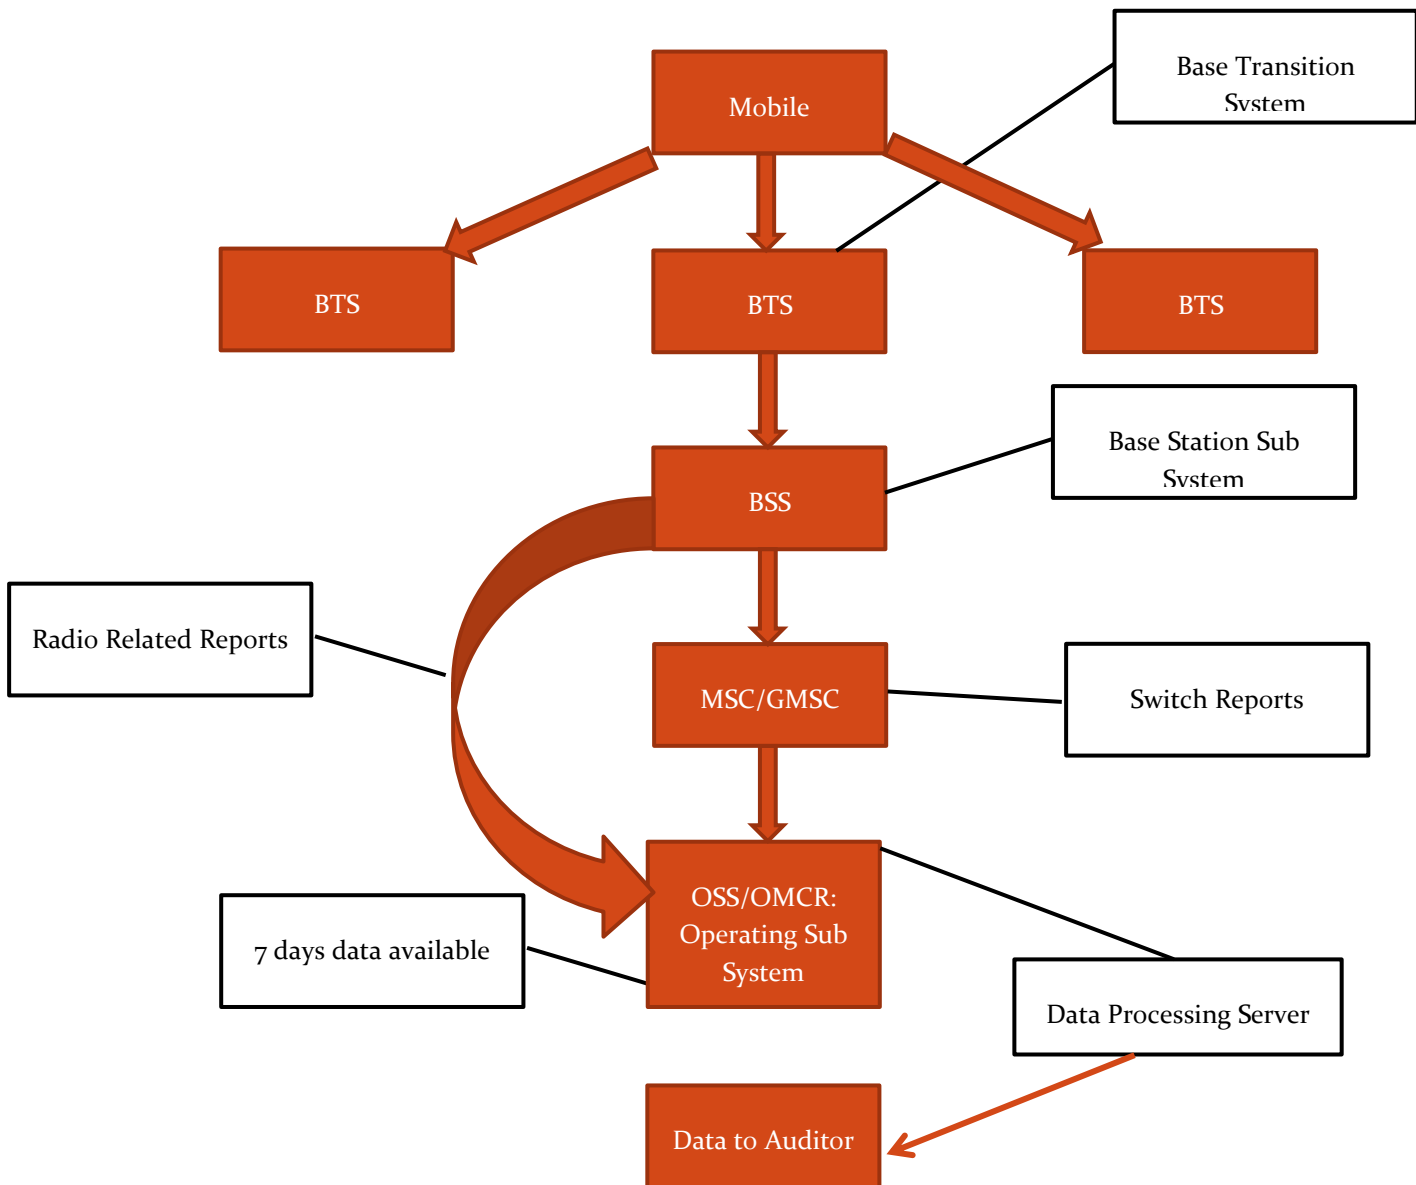 Base Transition
System
Mobile
BTS
BTS
BTS
Base Station Sub
System
BSS
Radio Related Reports
MSC/GMSC
Switch Reports
OSS/OMCR:
Operating Sub
System
7 days data available
Data Processing Server
Data to Auditor